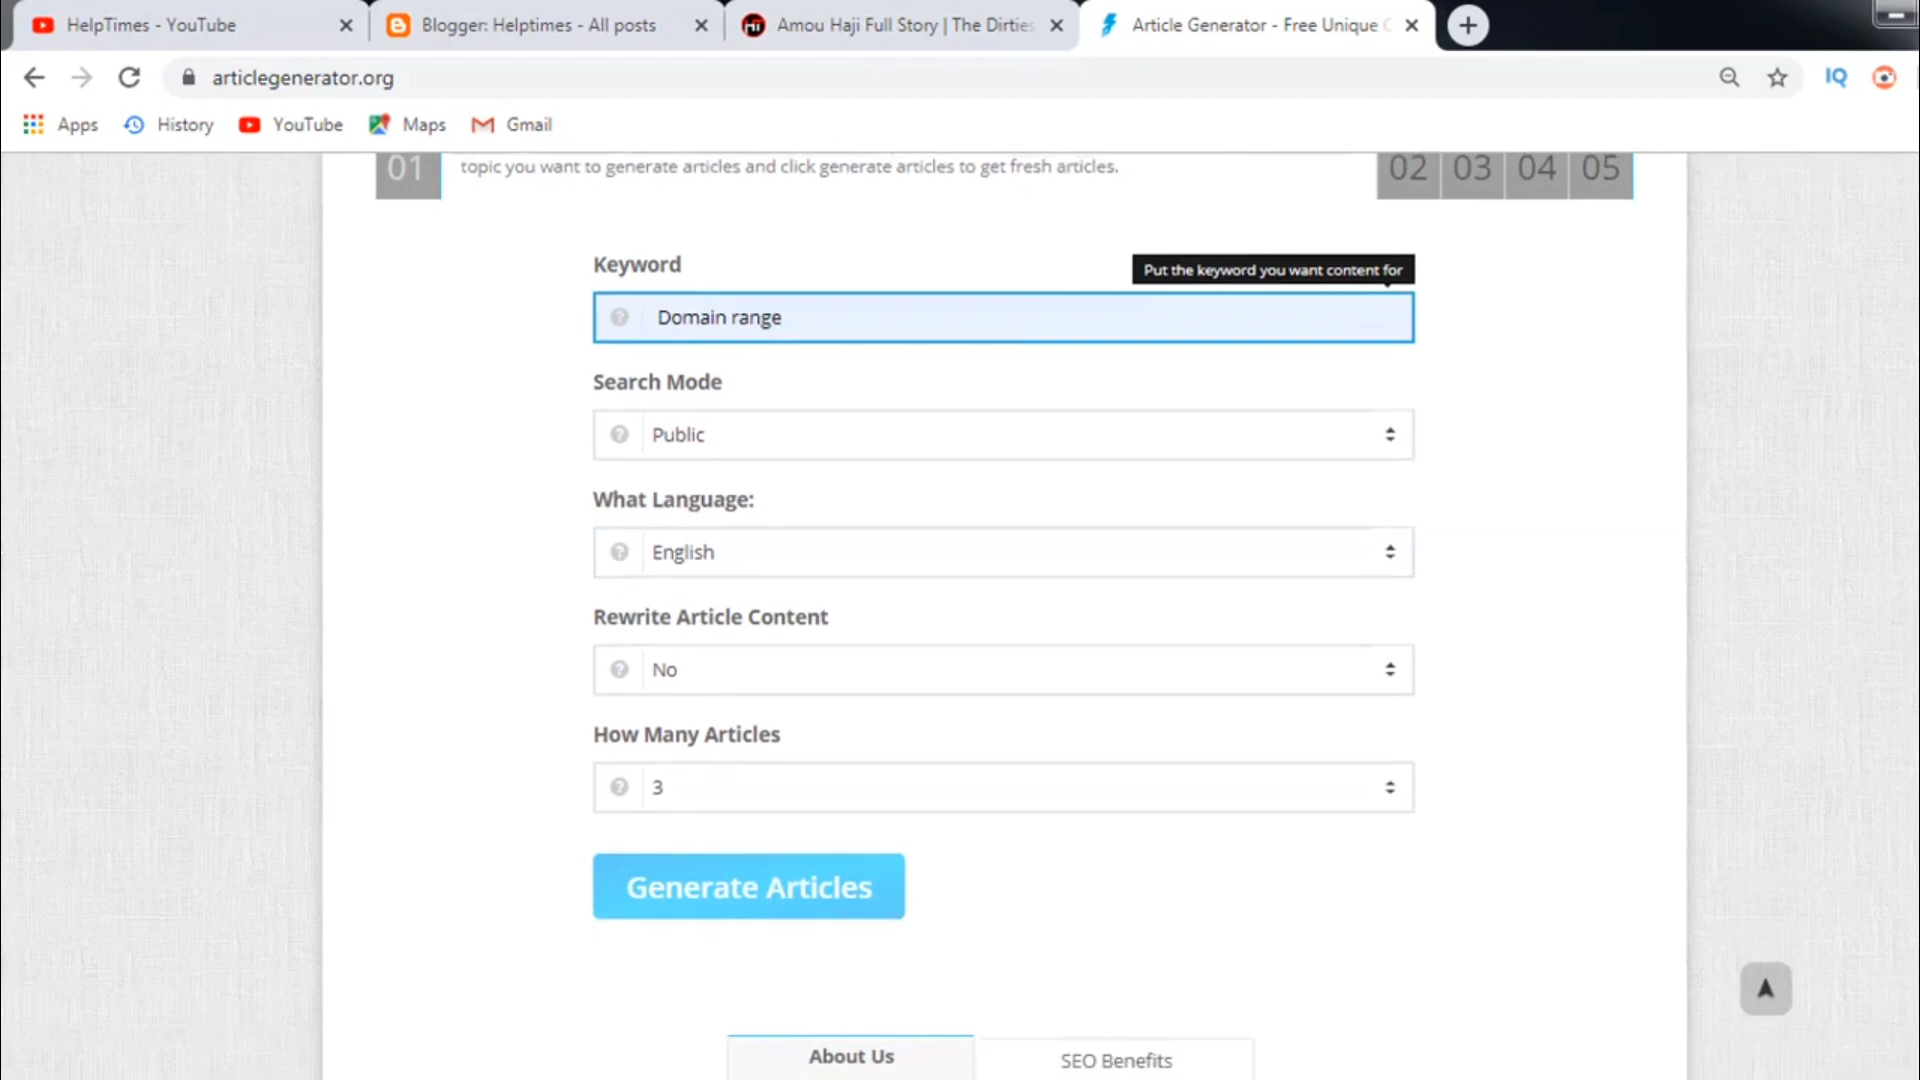 HelpTimes - YouTube
Blogger: Helptimes - All posts
Amou Haji Full Story | The Dirties
Article Generator - Free Unique C
articlegenerator.org
IQ
Apps
History
YouTube
Maps
Gmail
01
topic you want to generate articles and click generate articles to get fresh articles.
02 03 04 05
Keyword
Put the keyword you want content for
Domain range
Search Mode
Public
What Language:
English
Rewrite Article Content
No
How Many Articles
3
Generate Articles
About Us
SEO Benefits